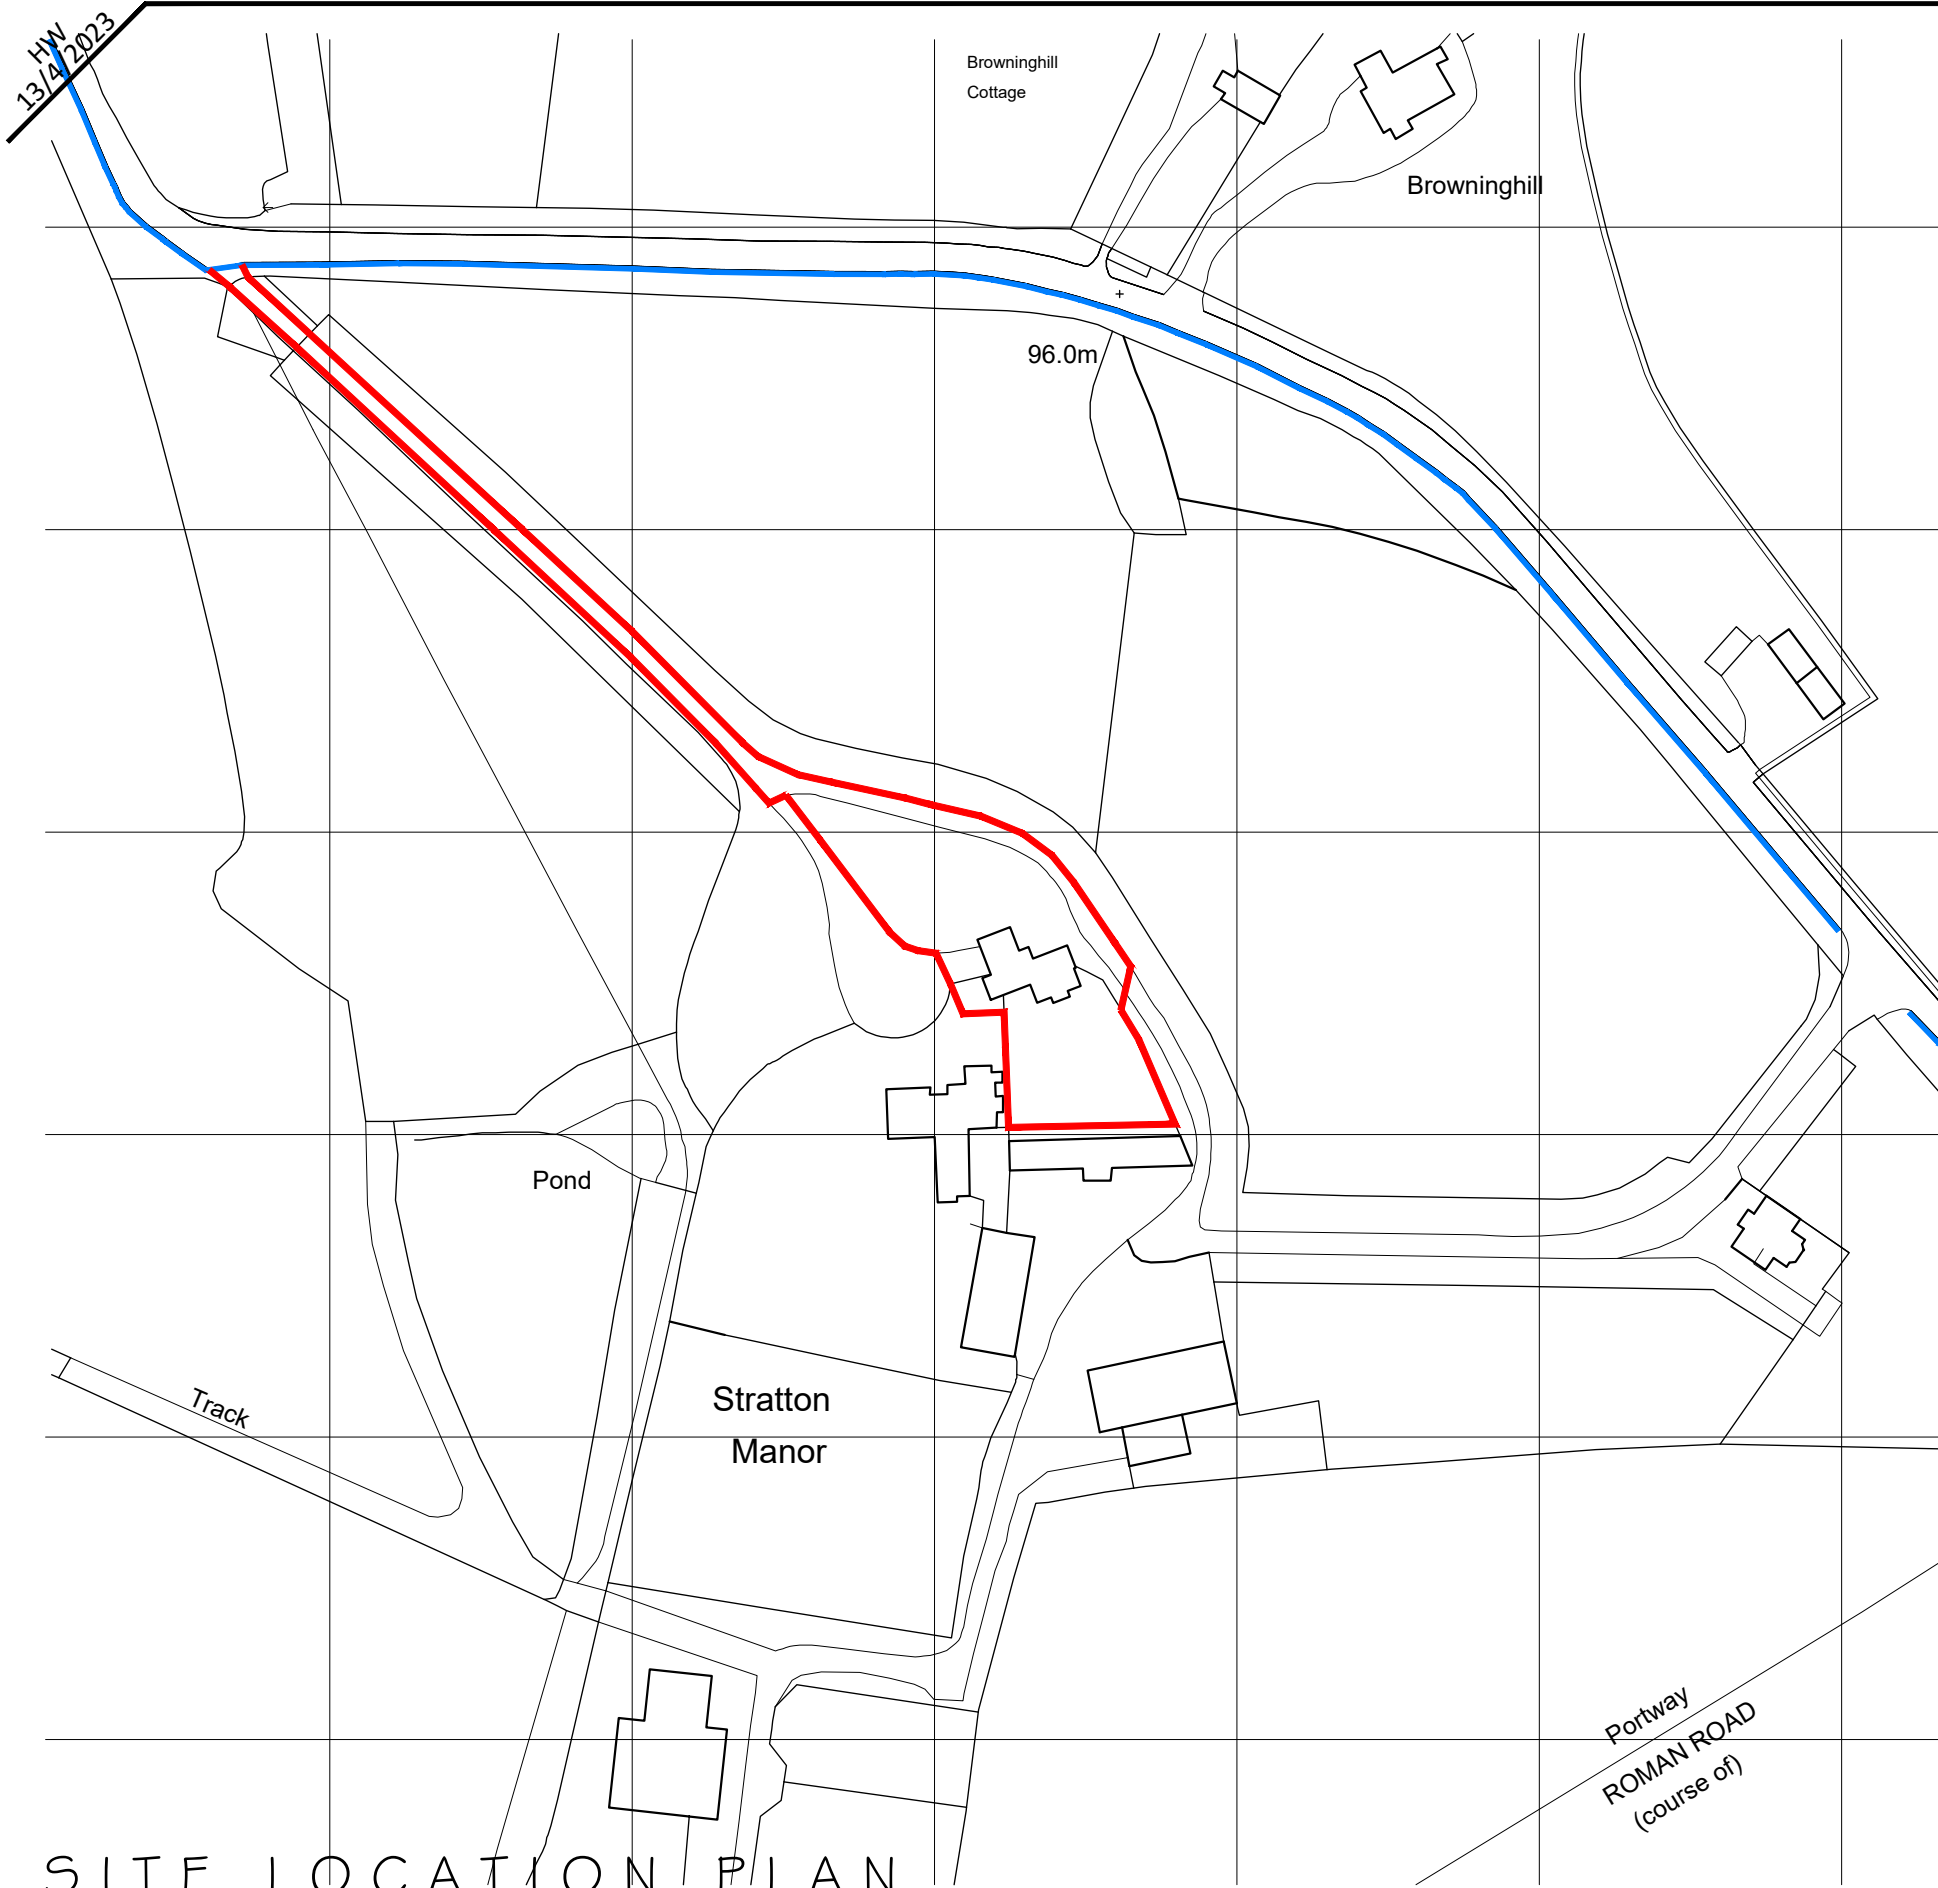 HW
13/4/2023
Browninghill
Cottage
Browninghill
96.0m
Pond
Track
Stratton
Manor
Portway
ROMAN ROAD
(course of)
SITE LOCATION PLAN